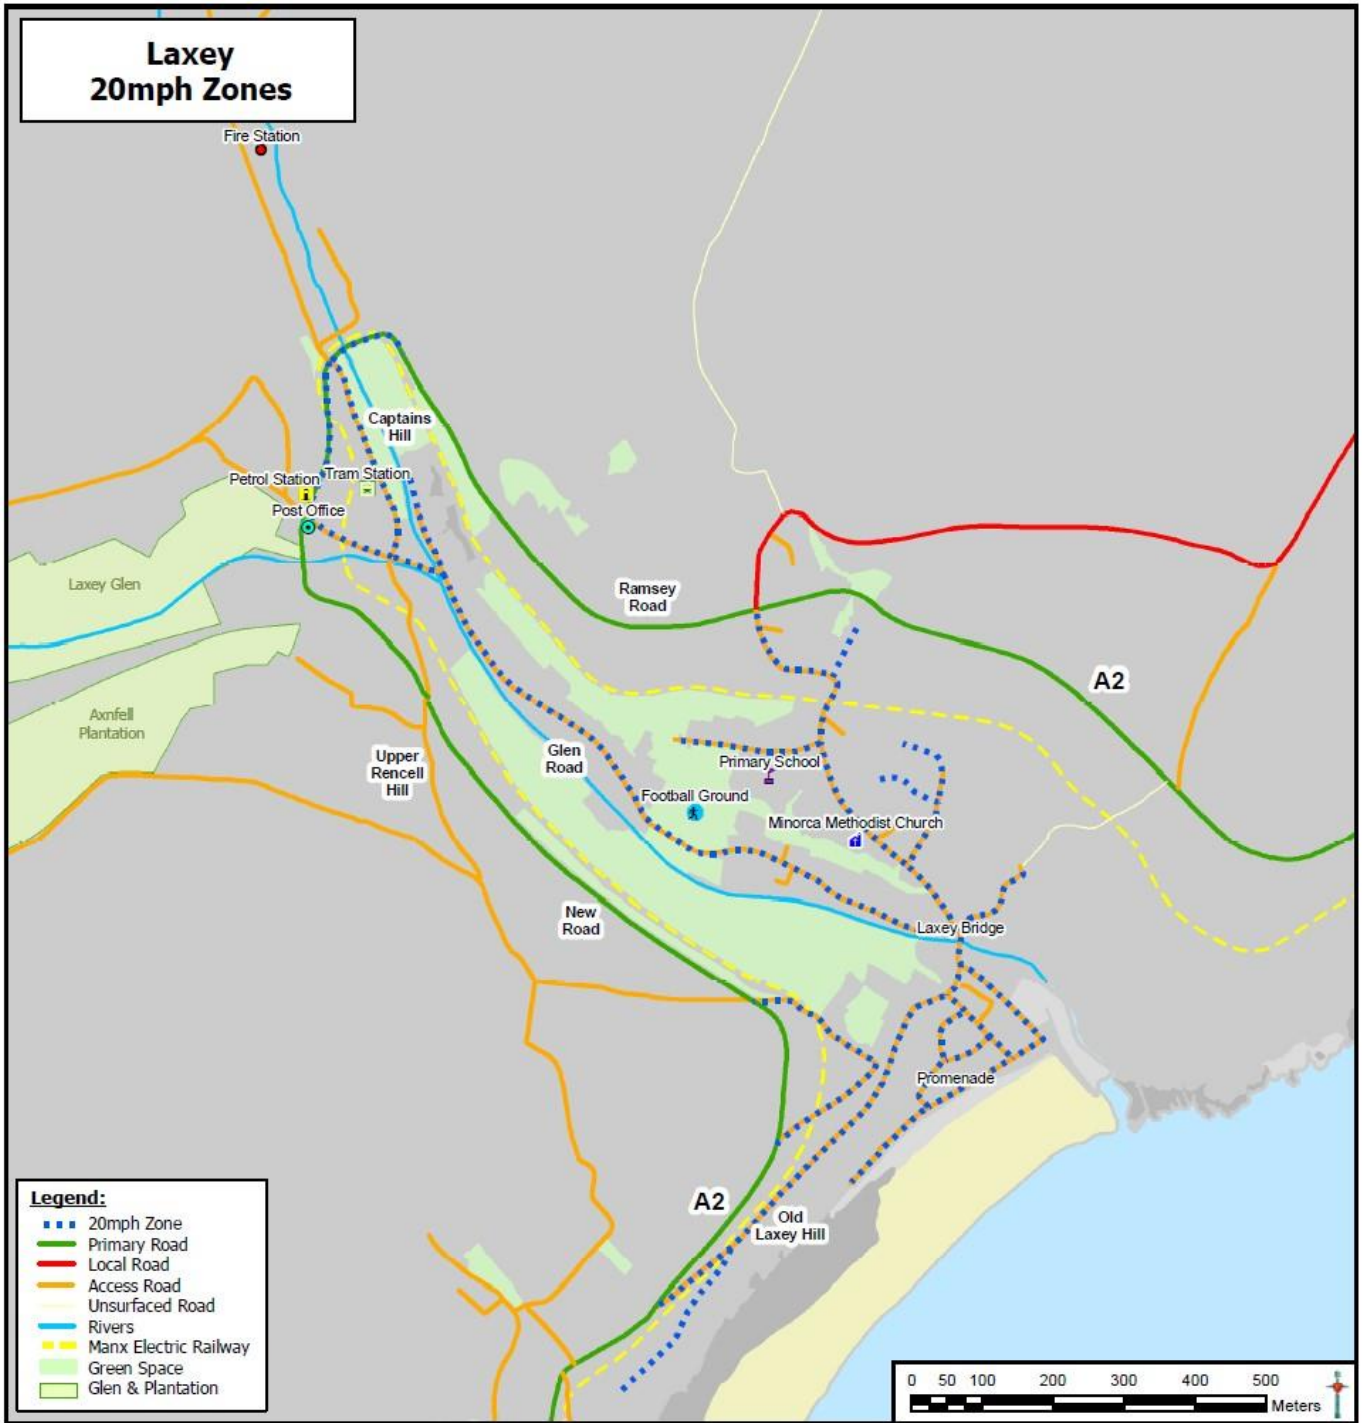 Laxey
20mph Zones
Fire Station
Captains
Hill
Petrol Station
Tram Station
Post Office
Laxey Glen
Ramsey
Road
A2
Axnfell
Plantation
Upper
Rencell
Hill
Glen
Road
Primary School
Football Ground
Minorca Methodist Church
New
Road
Laxey Bridge
Promenade
A2
Old
Laxey Hill
Legend:
20mph Zone
Primary Road
Local Road
Access Road
Unsurfaced Road
Rivers
Manx Electric Railway
Green Space
Glen & Plantation
0 50 100 200 300 400 500
Meters